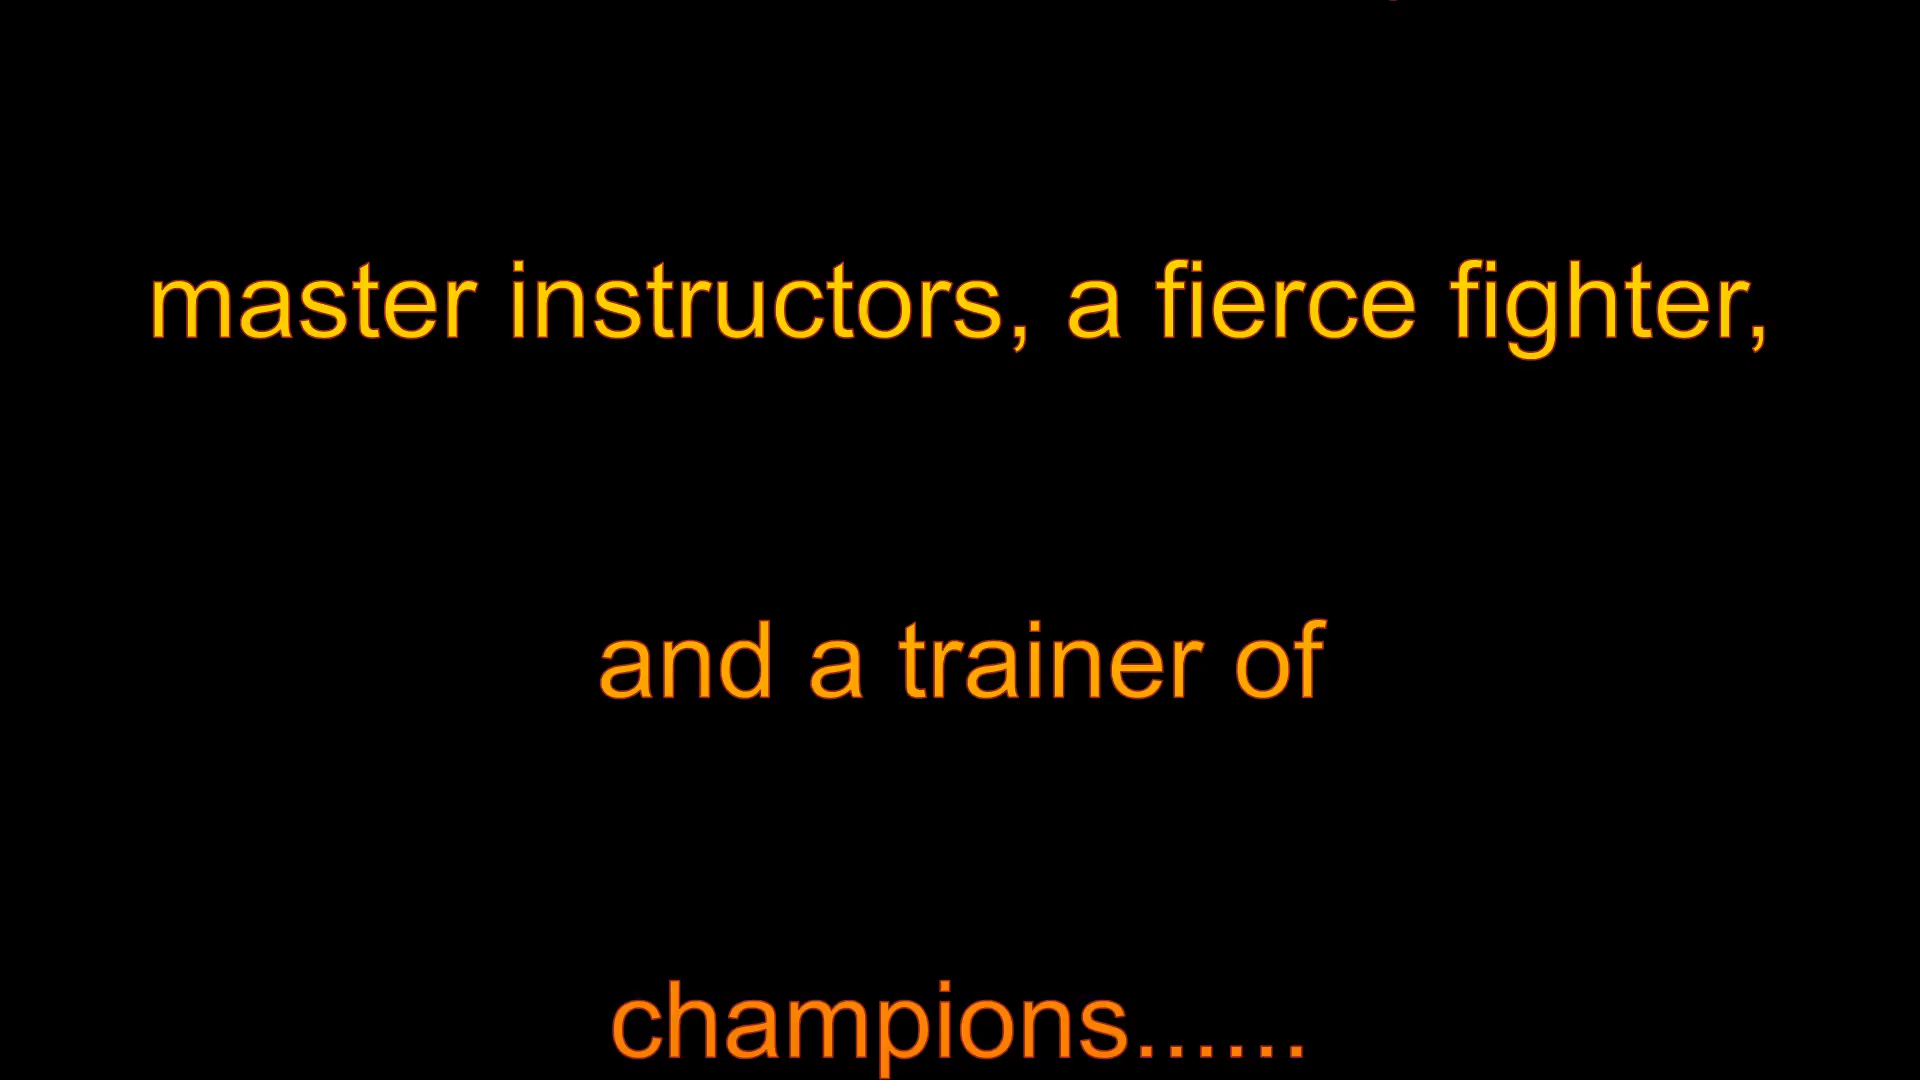 master instructors, a fierce fighter,
and a trainer of
champions......